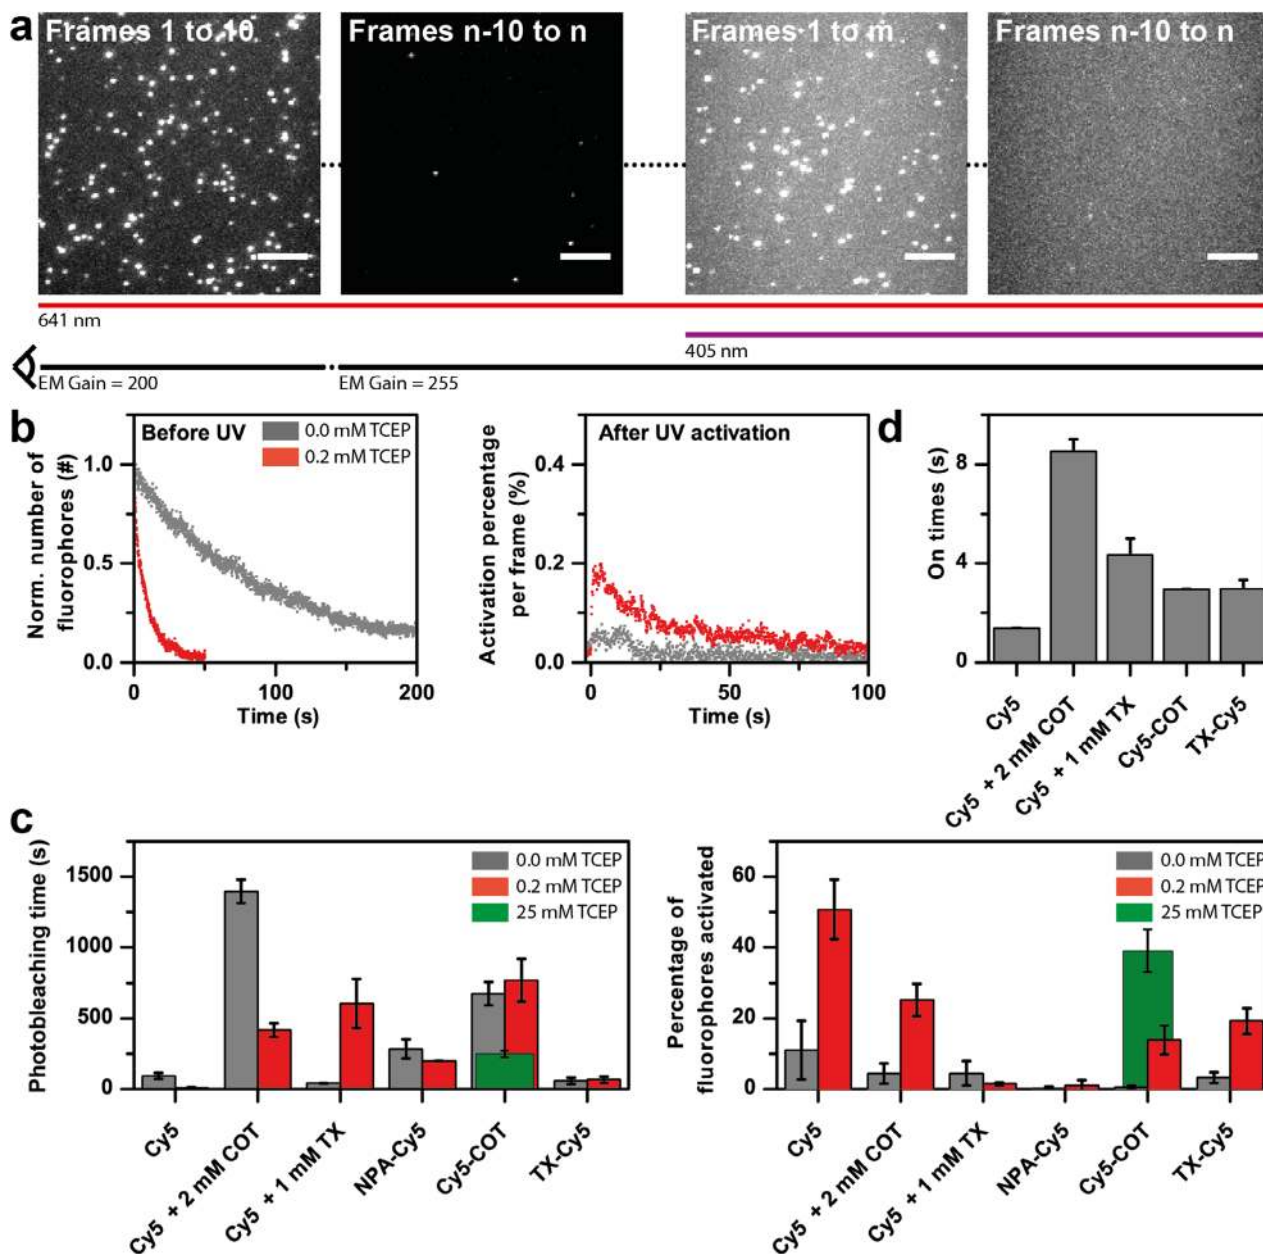 a
Frames 1 to 10
Frames n-10 to n
Frames 1 to m
Frames n-10 to n
641 nm
405 nm
EM Gain = 200
EM Gain = 255
b
Before UV
0.0 mM TCEP
0.2 mM TCEP
Norm. number of
fluorophores (#)
1.0
0.5
0.0
0
100
200
Time (s)
After UV activation
Activation percentage
per frame (%)
0.4
0.2
0.0
0
50
100
Time (s)
d
On times (s)
8
4
0
Cy5
Cy5 + 2 mM COT
Cy5 + 1 mM TX
Cy5-COT
TX-Cy5
c
Photobleaching time (s)
1500
1000
500
0
0.0 mM TCEP
0.2 mM TCEP
25 mM TCEP
Cy5
Cy5 + 2 mM COT
Cy5 + 1 mM TX
NPA-Cy5
Cy5-COT
TX-Cy5
Percentage of
fluorophores activated
60
40
20
0
0.0 mM TCEP
0.2 mM TCEP
25 mM TCEP
Cy5
Cy5 + 2 mM COT
Cy5 + 1 mM TX
NPA-Cy5
Cy5-COT
TX-Cy5